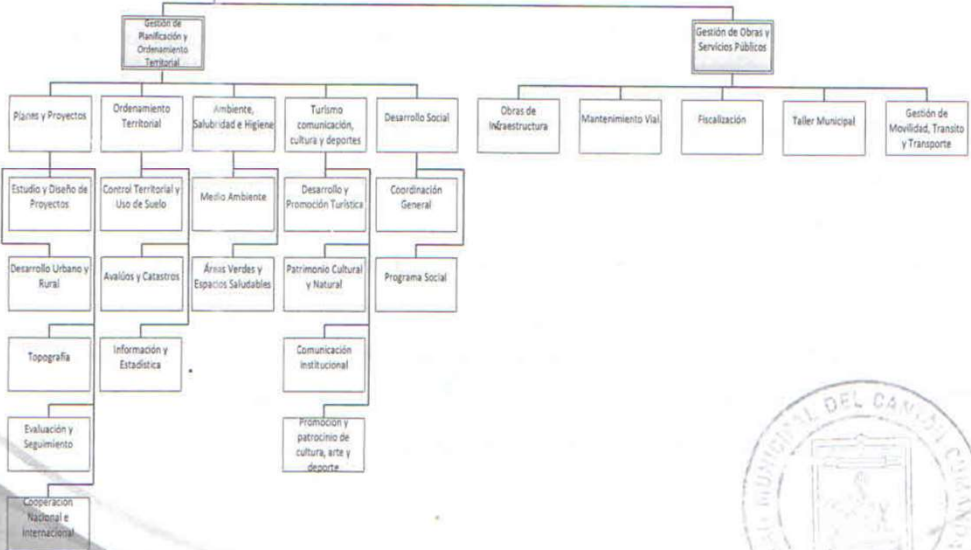 Gestión de
Planificación y
Ordenamiento
Territorial
Gestión de Obras y
Servicios Públicos
Planes y Proyectos
Ordenamiento
Territorial
Ambiente,
Salubridad e Higiene
Turismo
comunicación,
cultura y deportes
Desarrollo Social
Obras de
Infraestructura
Mantenimiento Vial
Fiscalización
Taller Municipal
Gestión de
Movilidad, Transito
y Transporte
Estudio y Diseño de
Proyectos
Control Territorial y
Uso de Suelo
Medio Ambiente
Desarrollo y
Promoción Turística
Coordinación
General
Desarrollo Urbano y
Rural
Avalúos y Catastros
Áreas Verdes y
Espacios Saludables
Patrimonio Cultural
y Natural
Programa Social
Topografía
Información y
Estadística
Comunicación
Institucional
Evaluación y
Seguimiento
Promoción y
patrocinio de
cultura, arte y
deporte
Cooperación
Nacional e
Internacional
MUNICIPAL DEL CANTÓN